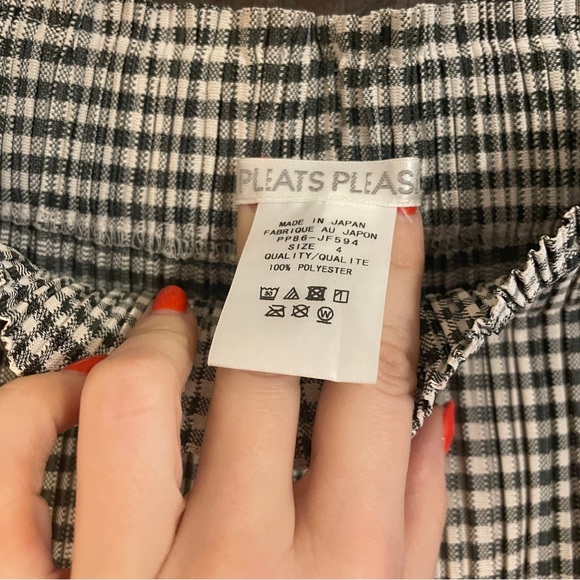 PLEATS PLEAS
MADE IN JAPAN
FABRIQUE AU JAPON
PP86-JF594
SIZE 4
QUALITY/QUALITE
100% POLYESTER